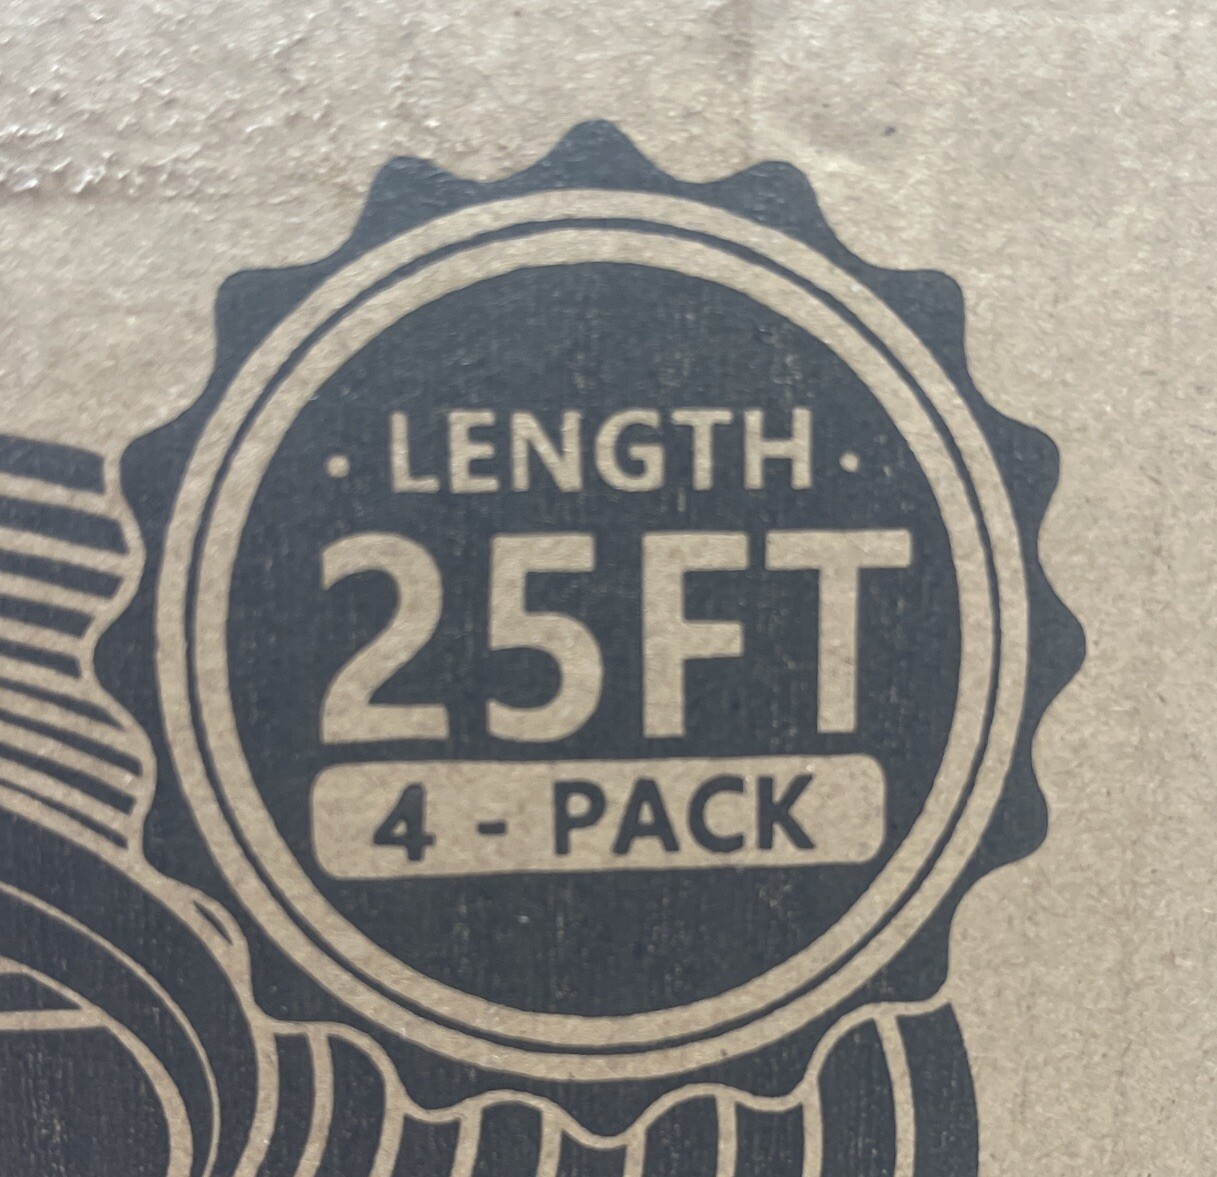 · LENGTH ·
25FT
4 - PACK